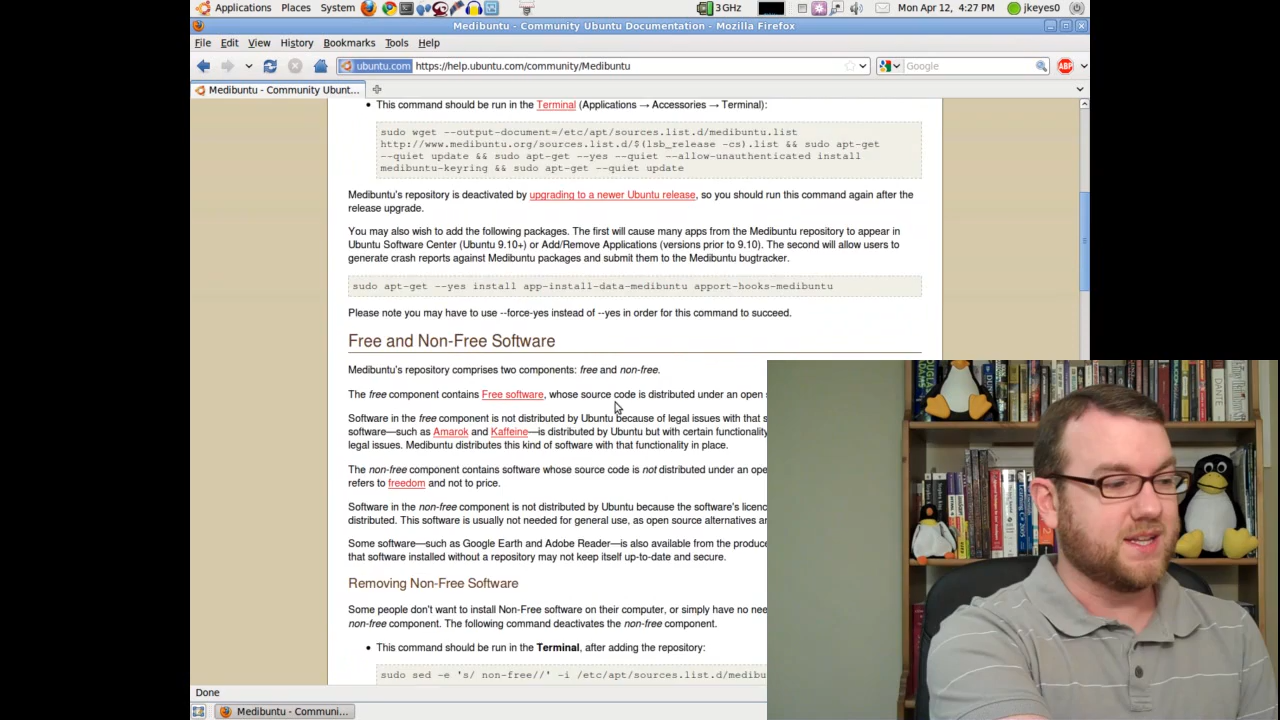 Applications Places System 3 GHz Mon Apr 12, 4:27 PM jkeyes0
Medibuntu - Community Ubuntu Documentation - Mozilla Firefox
File Edit View History Bookmarks Tools Help
ubuntu.com https://help.ubuntu.com/community/Medibuntu Google ABP
Medibuntu - Community Ubunt...
• This command should be run in the Terminal (Applications → Accessories → Terminal):
sudo wget --output-document=/etc/apt/sources.list.d/medibuntu.list
http://www.medibuntu.org/sources.list.d/$(lsb_release -cs).list && sudo apt-get
--quiet update && sudo apt-get --yes --quiet --allow-unauthenticated install
medibuntu-keyring && sudo apt-get --quiet update
Medibuntu's repository is deactivated by upgrading to a newer Ubuntu release, so you should run this command again after the
release upgrade.
You may also wish to add the following packages. The first will cause many apps from the Medibuntu repository to appear in
Ubuntu Software Center (Ubuntu 9.10+) or Add/Remove Applications (versions prior to 9.10). The second will allow users to
generate crash reports against Medibuntu packages and submit them to the Medibuntu bugtracker.
sudo apt-get --yes install app-install-data-medibuntu apport-hooks-medibuntu
Please note you may have to use --force-yes instead of --yes in order for this command to succeed.
Free and Non-Free Software
Medibuntu's repository comprises two components: free and non-free.
The free component contains Free software, whose source code is distributed under an open
Software in the free component is not distributed by Ubuntu because of legal issues with that
software—such as Amarok and Kaffeine—is distributed by Ubuntu but with certain functionality
legal issues. Medibuntu distributes this kind of software with that functionality in place.
The non-free component contains software whose source code is not distributed under an
refers to freedom and not to price.
Software in the non-free component is not distributed by Ubuntu because the software's
distributed. This software is usually not needed for general use, as open source alternatives
Some software—such as Google Earth and Adobe Reader—is also available from the
that software installed without a repository may not keep itself up-to-date and secure.
Removing Non-Free Software
Some people don't want to install Non-Free software on their computer, or simply have no
non-free component. The following command deactivates the non-free component.
• This command should be run in the Terminal, after adding the repository:
sudo sed -e 's/ non-free//' -i /etc/apt/sources.list.d/medibu
Done
Medibuntu - Communi...